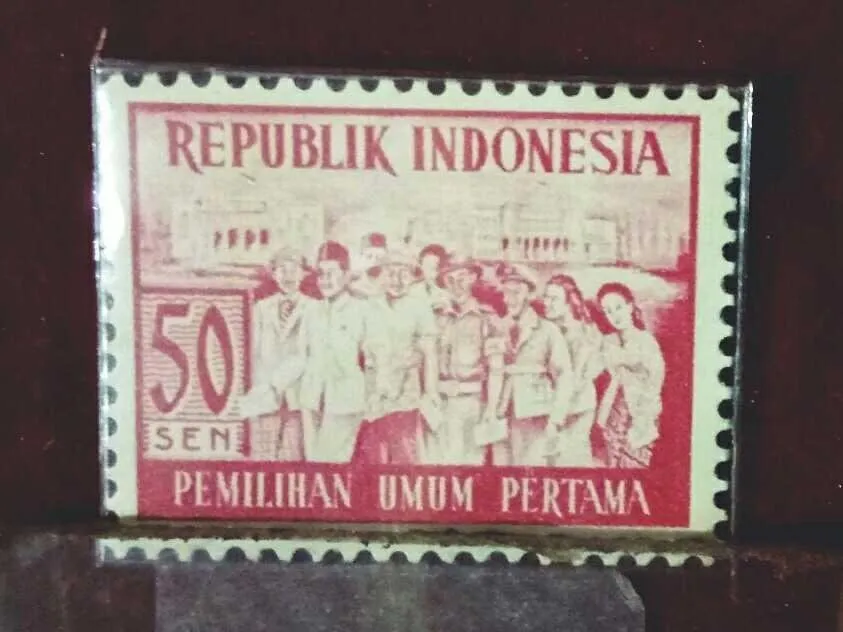 REPUBLIK INDONESIA
50
SEN
PEMILIHAN UMUM PERTAMA